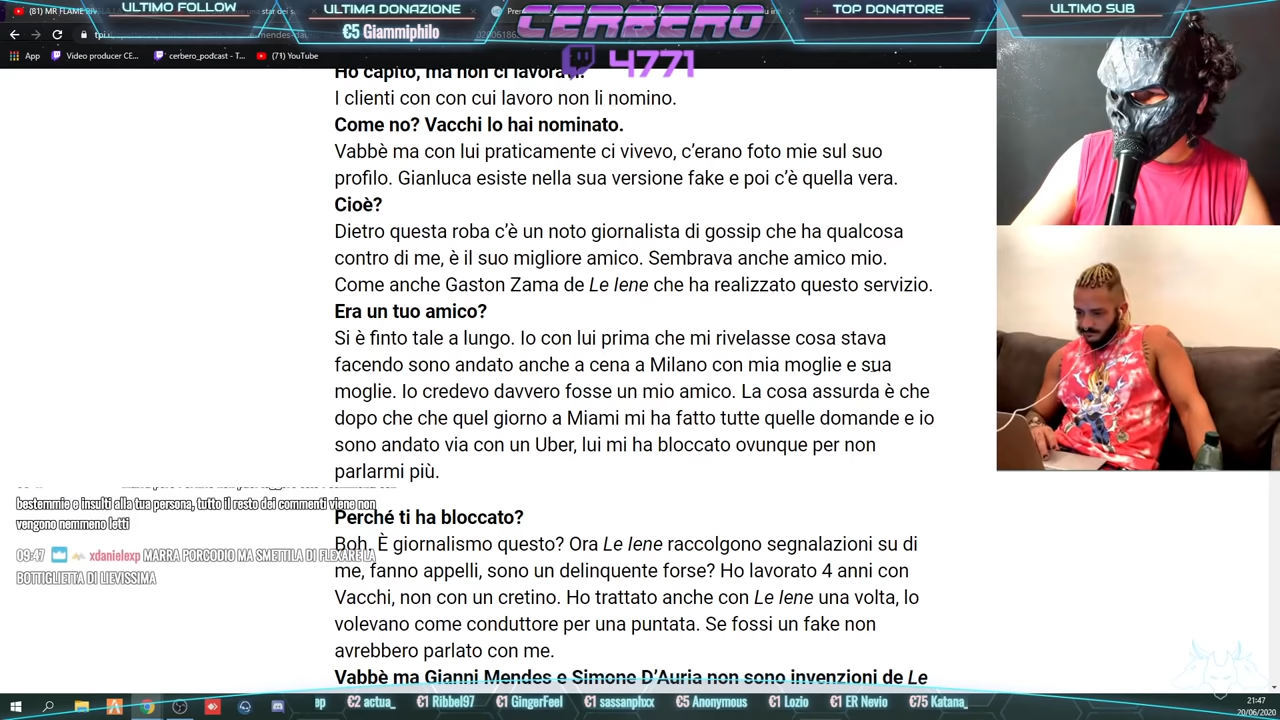 ULTIMO FOLLOW
ULTIMA DONAZIONE
€5 Giammiphilo
CERBERO
4771
TOP DONATORE
ULTIMO SUB
App
Video producer CE...
cerbero_podcast - T...
(71) YouTube
Ho capito, ma non ci lavorati?
I clienti con con cui lavoro non li nomino.
Come no? Vacchi lo hai nominato.
Vabbè ma con lui praticamente ci vivevo, c'erano foto mie sul suo
profilo. Gianluca esiste nella sua versione fake e poi c'è quella vera.
Cioè?
Dietro questa roba c'è un noto giornalista di gossip che ha qualcosa
contro di me, è il suo migliore amico. Sembrava anche amico mio.
Come anche Gaston Zama de Le Iene che ha realizzato questo servizio.
Era un tuo amico?
Si è finto tale a lungo. Io con lui prima che mi rivelasse cosa stava
facendo sono andato anche a cena a Milano con mia moglie e sua
moglie. Io credevo davvero fosse un mio amico. La cosa assurda è che
dopo che che quel giorno a Miami mi ha fatto tutte quelle domande e io
sono andato via con un Uber, lui mi ha bloccato ovunque per non
parlarmi più.
bestemmie e insulti alla tua persona, tutto il resto dei commenti viene non
vengono nemmeno letti
09:47 xdanielexp MARRA PORCODIO MA SMETTILA DI FLEXARE LA
BOTTIGLIETTA DI LIEVISSIMA
Perché ti ha bloccato?
Boh. È giornalismo questo? Ora Le Iene raccolgono segnalazioni su di
me, fanno appelli, sono un delinquente forse? Ho lavorato 4 anni con
Vacchi, non con un cretino. Ho trattato anche con Le Iene una volta, lo
volevano come conduttore per una puntata. Se fossi un fake non
avrebbero parlato con me.
Vabbè ma Gianni Mendes e Simone D'Auria non sono invenzioni de Le
ep €2 actua_ €1 Ribbel97 €1 GingerFeel €1 sassanphxx €5 Anonymous €1 Lozio €1 ER Nevio €75 Katana_
21:47
20/06/2020